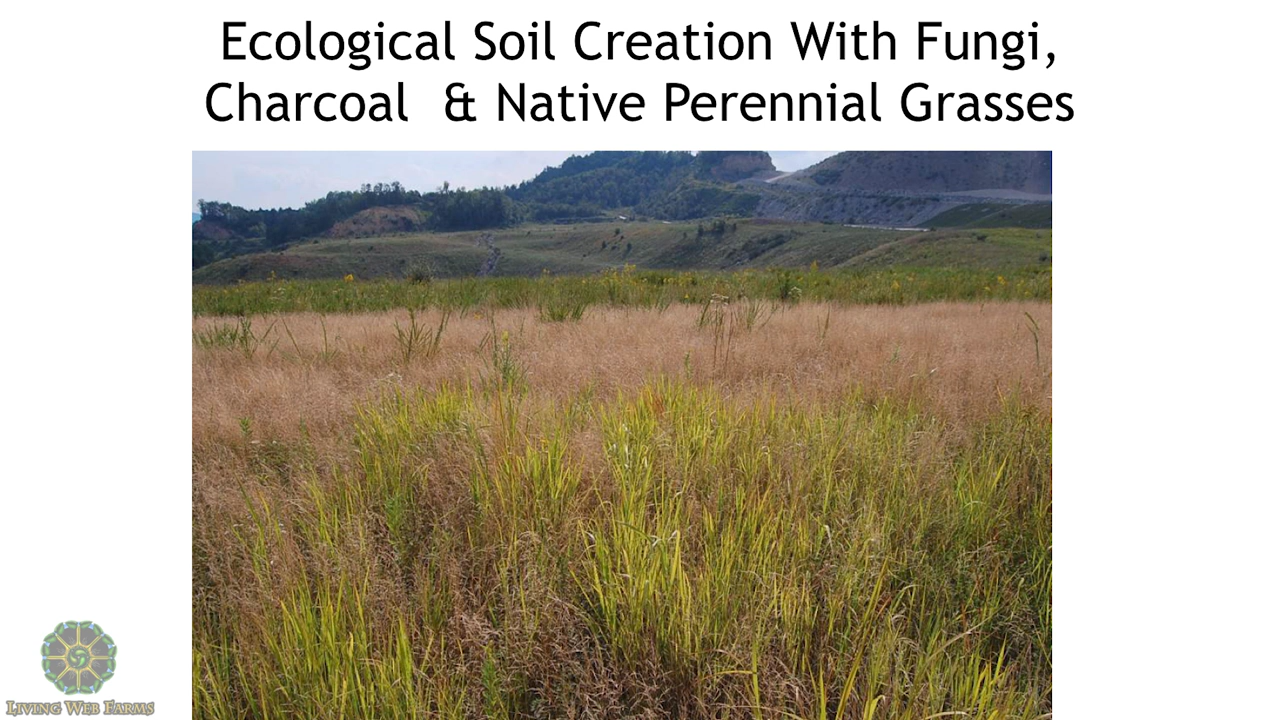 Ecological Soil Creation With Fungi,
Charcoal & Native Perennial Grasses
Living Web Farms